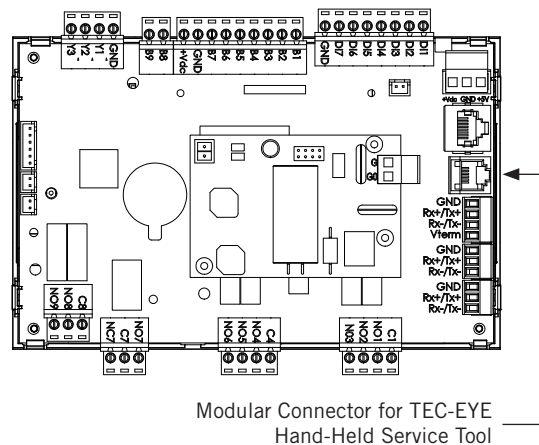 Y3 Y2 Y1 GND
B9 B8 +Vdc GND B7 B6 B5 B4 B3 B2 B1
GND DI7 DI6 DI5 DI4 DI3 DI2 DI1
+Vdc GND +5V
G
G0
GND
Rx+/Tx+
Rx-/Tx-
Vterm
GND
Rx+/Tx+
Rx-/Tx-
GND
Rx+/Tx+
Rx-/Tx-
NO9 NO8 C8
NC7 C7 NO7
NO6 NO5 NO4 C4
NO3 NO2 NO1 C1
Modular Connector for TEC-EYE
Hand-Held Service Tool